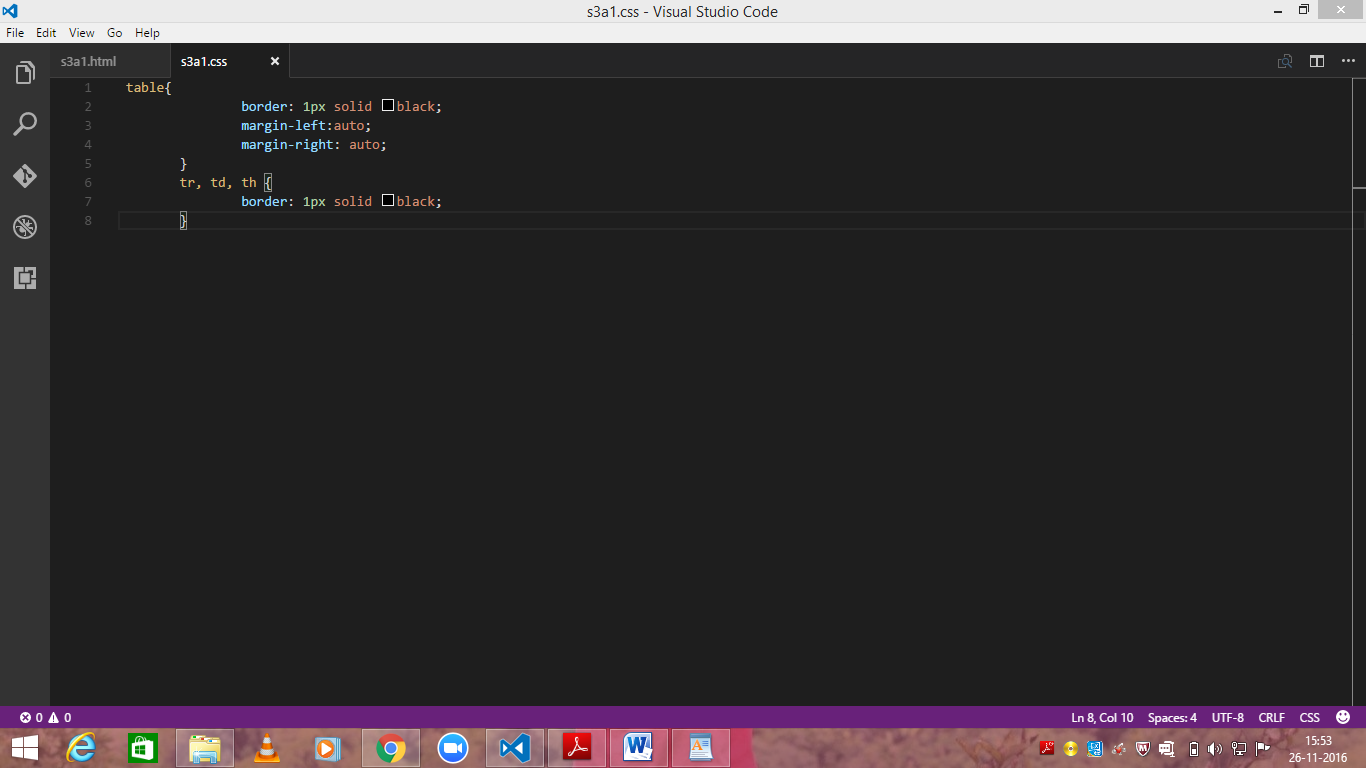 s3a1.css - Visual Studio Code
File Edit View Go Help
s3a1.html s3a1.css
1 table{
2 border: 1px solid black;
3 margin-left:auto;
4 margin-right: auto;
5 }
6 tr, td, th {
7 border: 1px solid black;
8 }
0 0 Ln 8, Col 10 Spaces: 4 UTF-8 CRLF CSS
15:53
26-11-2016